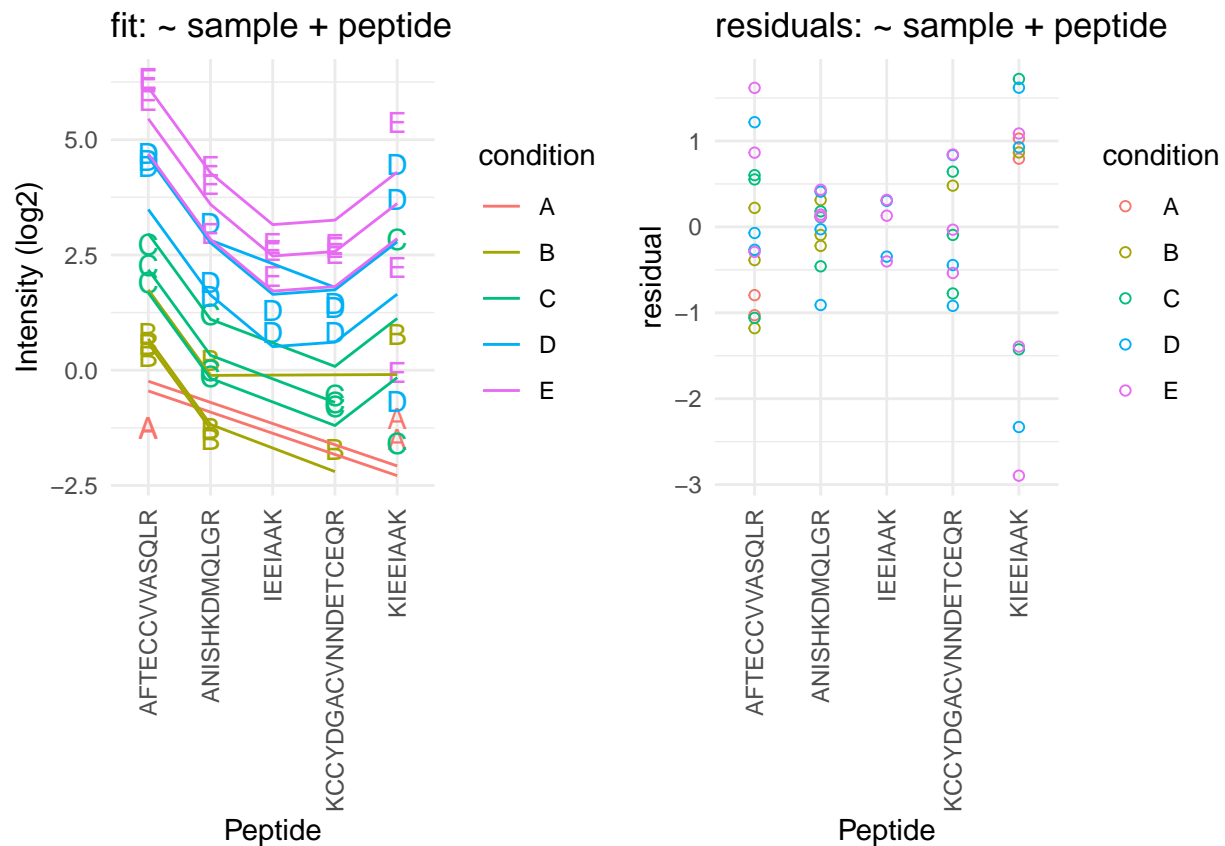 fit: ~ sample + peptide
residuals: ~ sample + peptide
Intensity (log2)
5.0
2.5
0.0
−2.5
E
E
E
D
D
D
C
C
C
B
B
B
A
E
E
E
D
D
D
C
C
C
B
B
B
E
E
E
D
D
E
E
E
D
D
D
C
C
C
B
E
D
D
C
E
B
E
D
A
A
C
AFTECCVVASQLR
ANISHKDMQLGR
IEEIAAK
KCCYDGACVNNDETCEQR
KIEEIAAK
Peptide
condition
A
B
C
D
E
residual
1
0
−1
−2
−3
AFTECCVVASQLR
ANISHKDMQLGR
IEEIAAK
KCCYDGACVNNDETCEQR
KIEEIAAK
Peptide
condition
A
B
C
D
E